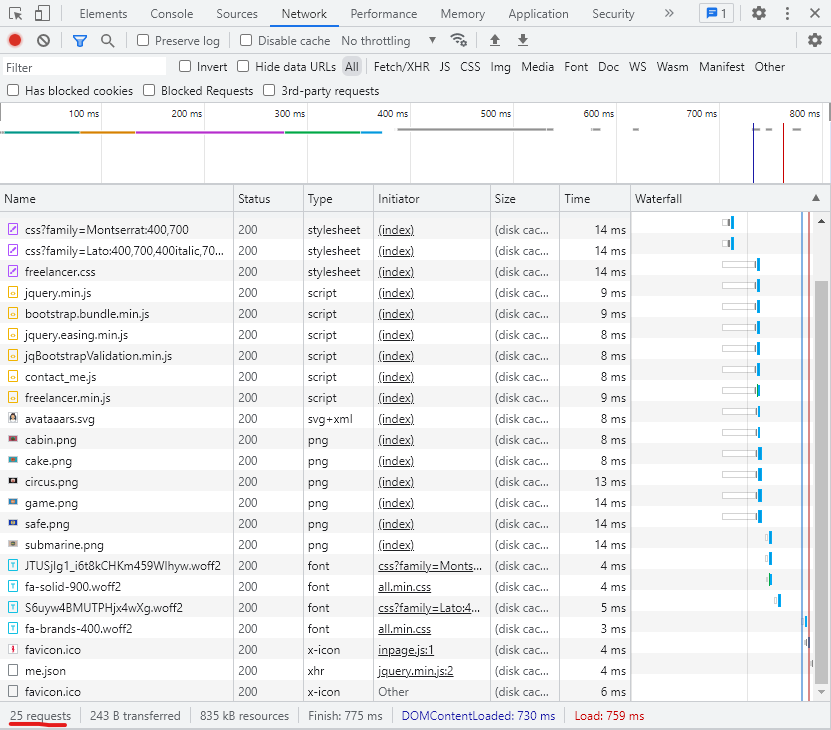 Elements Console Sources Network Performance Memory Application Security » 1
Preserve log Disable cache No throttling
Filter Invert Hide data URLs All Fetch/XHR JS CSS Img Media Font Doc WS Wasm Manifest Other
Has blocked cookies Blocked Requests 3rd-party requests
100 ms 200 ms 300 ms 400 ms 500 ms 600 ms 700 ms 800 ms
Name Status Type Initiator Size Time Waterfall
css?family=Montserrat:400,700 200 stylesheet (index) (disk cac... 14 ms
css?family=Lato:400,700,400italic,70... 200 stylesheet (index) (disk cac... 14 ms
freelancer.css 200 stylesheet (index) (disk cac... 14 ms
jquery.min.js 200 script (index) (disk cac... 9 ms
bootstrap.bundle.min.js 200 script (index) (disk cac... 9 ms
jquery.easing.min.js 200 script (index) (disk cac... 8 ms
jqBootstrapValidation.min.js 200 script (index) (disk cac... 8 ms
contact_me.js 200 script (index) (disk cac... 8 ms
freelancer.min.js 200 script (index) (disk cac... 9 ms
avataaars.svg 200 svg+xml (index) (disk cac... 8 ms
cabin.png 200 png (index) (disk cac... 8 ms
cake.png 200 png (index) (disk cac... 8 ms
circus.png 200 png (index) (disk cac... 13 ms
game.png 200 png (index) (disk cac... 14 ms
safe.png 200 png (index) (disk cac... 14 ms
submarine.png 200 png (index) (disk cac... 14 ms
JTUSjIg1_i6t8kCHKm459Wlhyw.woff2 200 font css?family=Monts... (disk cac... 4 ms
fa-solid-900.woff2 200 font all.min.css (disk cac... 4 ms
S6uyw4BMUTPHjx4wXg.woff2 200 font css?family=Lato:4... (disk cac... 5 ms
fa-brands-400.woff2 200 font all.min.css (disk cac... 3 ms
favicon.ico 200 x-icon inpage.js:1 (disk cac... 4 ms
me.json 200 xhr jquery.min.js:2 (disk cac... 4 ms
favicon.ico 200 x-icon Other (disk cac... 6 ms
25 requests 243 B transferred 835 kB resources Finish: 775 ms DOMContentLoaded: 730 ms Load: 759 ms